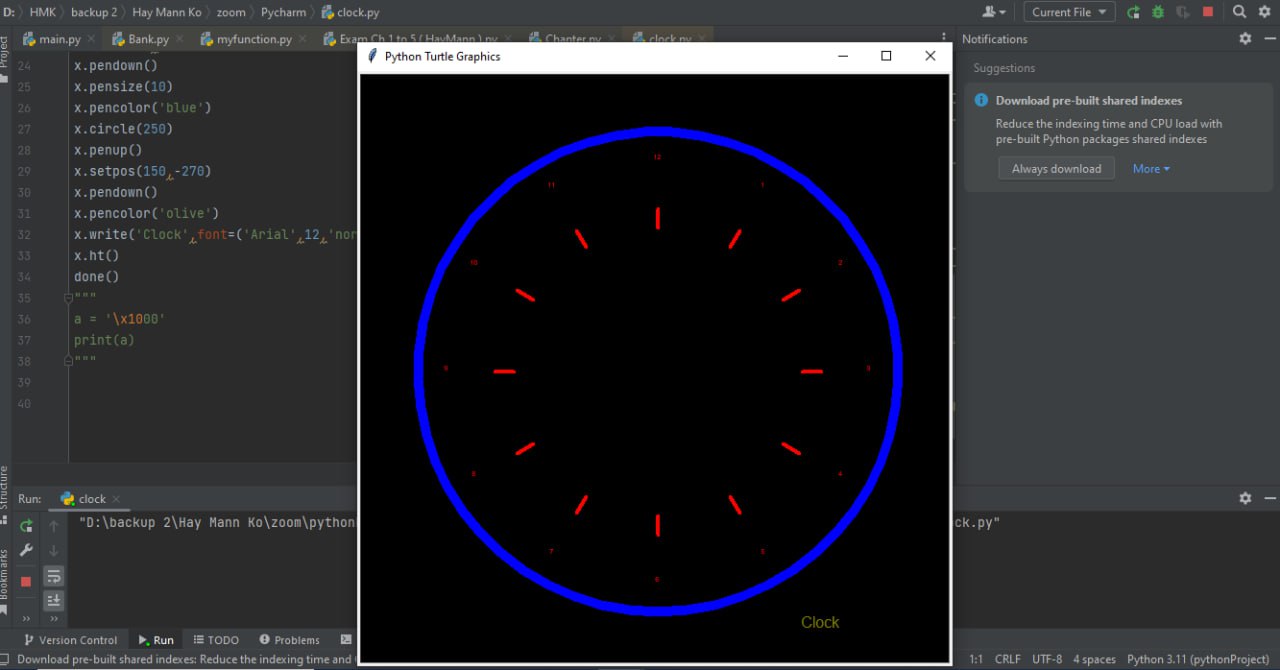 D: HMK backup 2 Hay Mann Ko zoom Pycharm clock.py
Current File
main.py Bank.py myfunction.py Exam Ch 1 to 5 ( HayMann ).py Chapter.py clock.py
Project
Python Turtle Graphics
Notifications
Suggestions
Download pre-built shared indexes
Reduce the indexing time and CPU load with
pre-built Python packages shared indexes
Always download More
24 x.pendown()
25 x.pensize(10)
26 x.pencolor('blue')
27 x.circle(250)
28 x.penup()
29 x.setpos(150,-270)
30 x.pendown()
31 x.pencolor('olive')
32 x.write('Clock',font=('Arial',12,'nor
33 x.ht()
34 done()
35 """
36 a = '\x1000'
37 print(a)
38 """
39
40
12
11 1
10 2
9 3
8 4
7 5
6
Clock
Structure
Bookmarks
Run: clock
"D:\backup 2\Hay Mann Ko\zoom\python
ck.py"
Version Control Run TODO Problems
Download pre-built shared indexes: Reduce the indexing time and
1:1 CRLF UTF-8 4 spaces Python 3.11 (pythonProject)